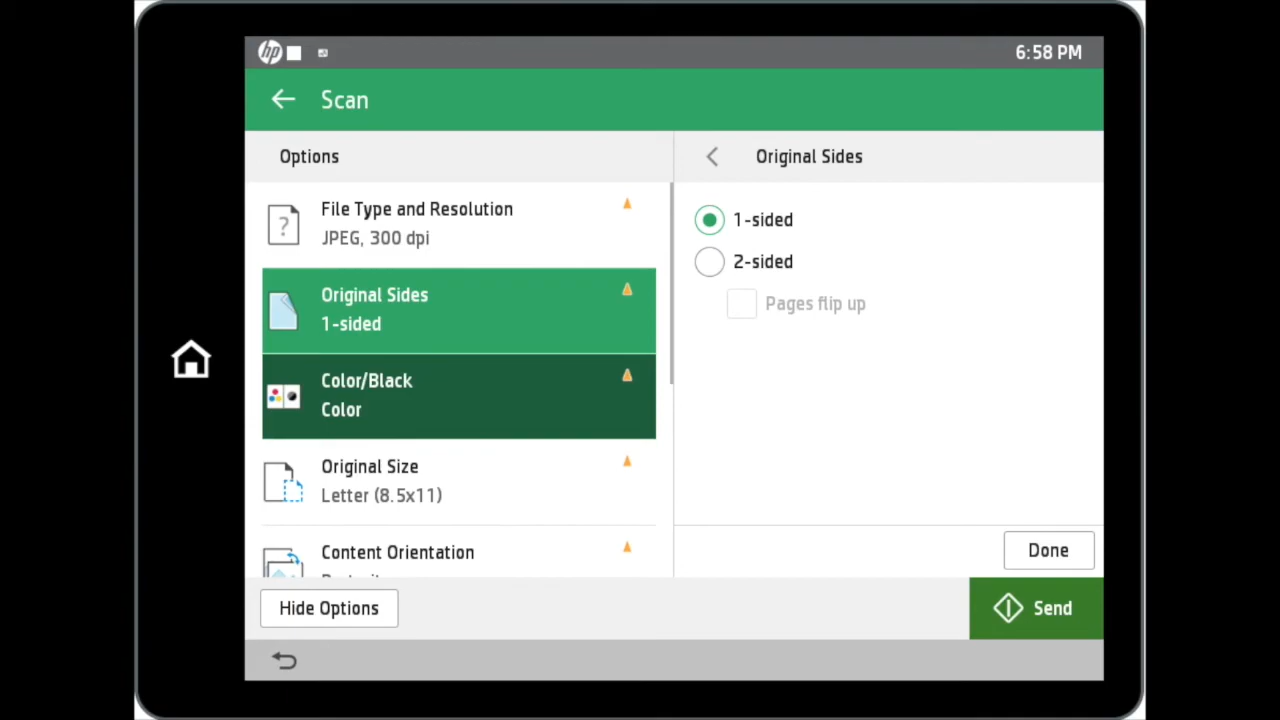 hp
6:58 PM
Scan
Options
Original Sides
File Type and Resolution
JPEG, 300 dpi
Original Sides
1-sided
Color/Black
Color
Original Size
Letter (8.5x11)
Content Orientation
1-sided
2-sided
Pages flip up
Done
Hide Options
Send